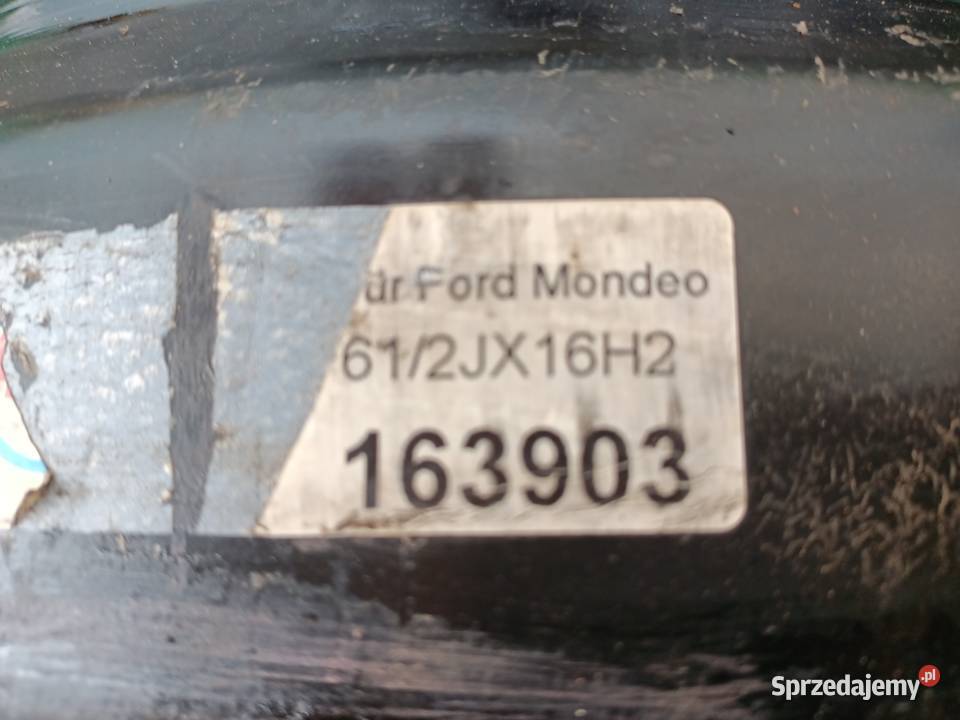 ür Ford Mondeo
61/2JX16H2
163903
Sprzedajemy.pl